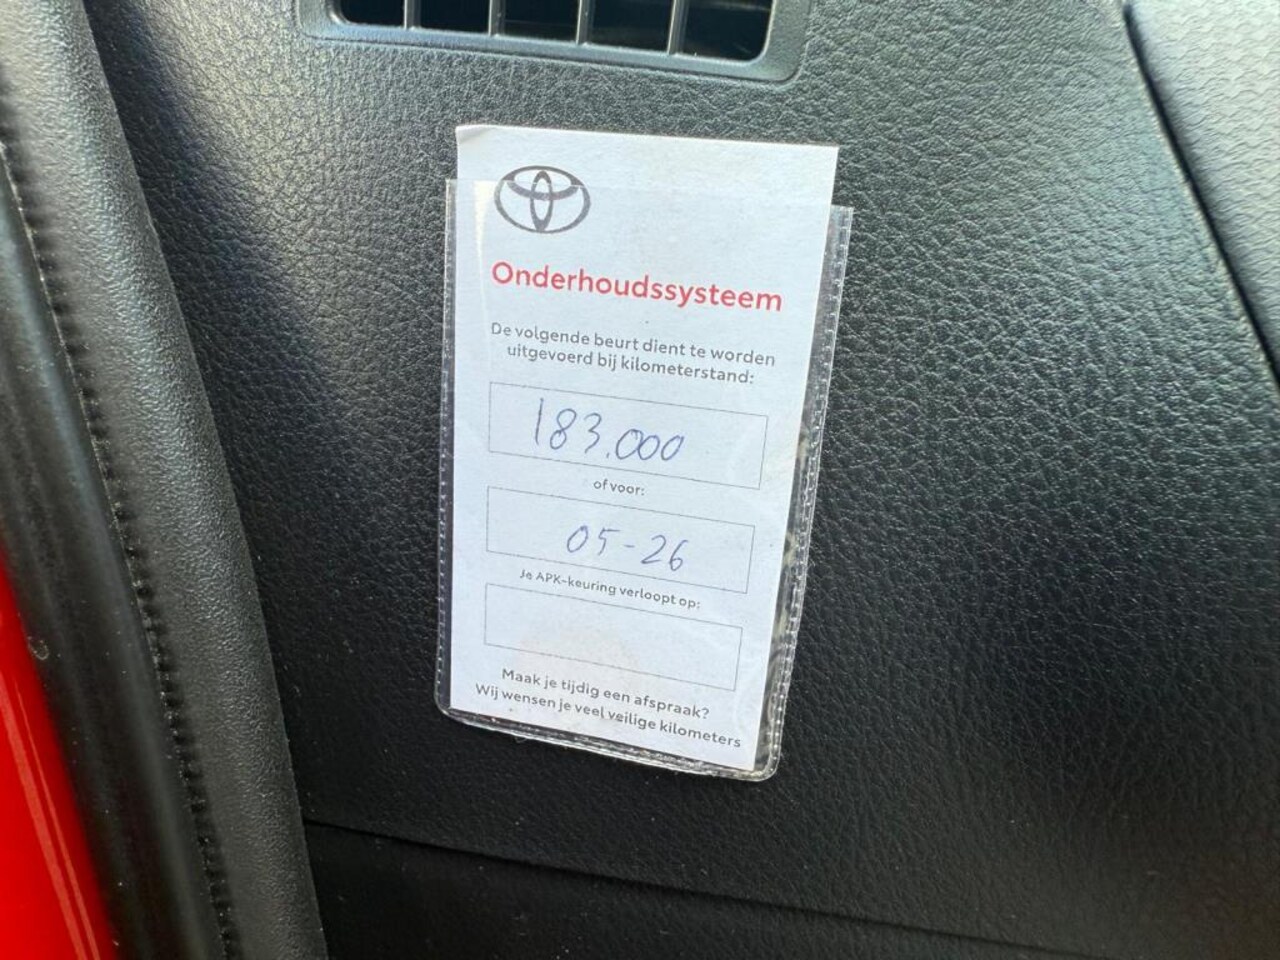 Onderhoudssysteem
De volgende beurt dient te worden
uitgevoerd bij kilometerstand:
183.000
of voor:
05-26
Je APK-keuring verloopt op:
Maak je tijdig een afspraak?
Wij wensen je veel veilige kilometers